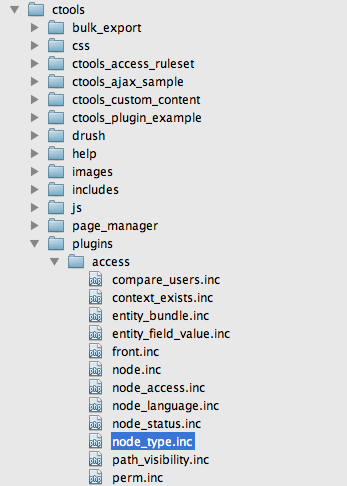 ctools
bulk_export
css
ctools_access_ruleset
ctools_ajax_sample
ctools_custom_content
ctools_plugin_example
drush
help
images
includes
js
page_manager
plugins
access
compare_users.inc
context_exists.inc
entity_bundle.inc
entity_field_value.inc
front.inc
node.inc
node_access.inc
node_language.inc
node_status.inc
node_type.inc
path_visibility.inc
perm.inc